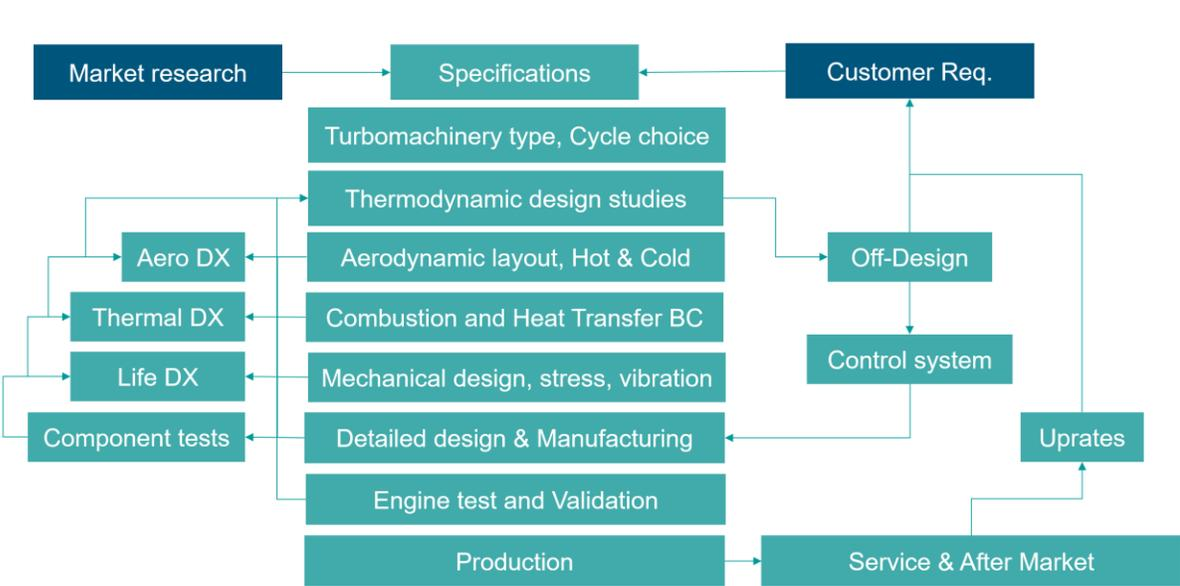 Market research
Specifications
Customer Req.
Turbomachinery type, Cycle choice
Thermodynamic design studies
Aero DX
Aerodynamic layout, Hot & Cold
Off-Design
Thermal DX
Combustion and Heat Transfer BC
Control system
Life DX
Mechanical design, stress, vibration
Component tests
Detailed design & Manufacturing
Uprates
Engine test and Validation
Production
Service & After Market